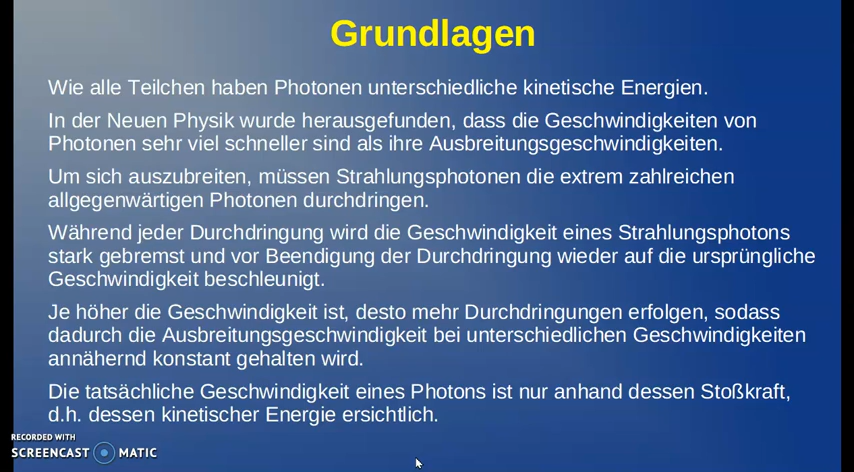 Grundlagen
Wie alle Teilchen haben Photonen unterschiedliche kinetische Energien.
In der Neuen Physik wurde herausgefunden, dass die Geschwindigkeiten von
Photonen sehr viel schneller sind als ihre Ausbreitungsgeschwindigkeiten.
Um sich auszubreiten, müssen Strahlungsphotonen die extrem zahlreichen
allgegenwärtigen Photonen durchdringen.
Während jeder Durchdringung wird die Geschwindigkeit eines Strahlungsphotons
stark gebremst und vor Beendigung der Durchdringung wieder auf die ursprüngliche
Geschwindigkeit beschleunigt.
Je höher die Geschwindigkeit ist, desto mehr Durchdringungen erfolgen, sodass
dadurch die Ausbreitungsgeschwindigkeit bei unterschiedlichen Geschwindigkeiten
annähernd konstant gehalten wird.
Die tatsächliche Geschwindigkeit eines Photons ist nur anhand dessen Stoßkraft,
d.h. dessen kinetischer Energie ersichtlich.
RECORDED WITH
SCREENCAST MATIC